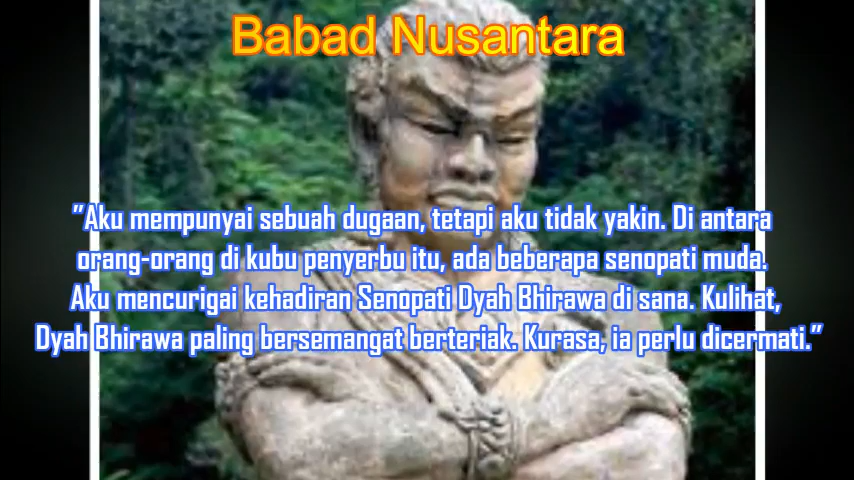 Babad Nusantara
"Aku mempunyai sebuah dugaan, tetapi aku tidak yakin. Di antara
orang-orang di kubu penyerbu itu, ada beberapa senopati muda.
Aku mencurigai kehadiran Senopati Dyah Bhirawa di sana. Kulihat,
Dyah Bhirawa paling bersemangat berteriak. Kurasa, ia perlu dicermati."